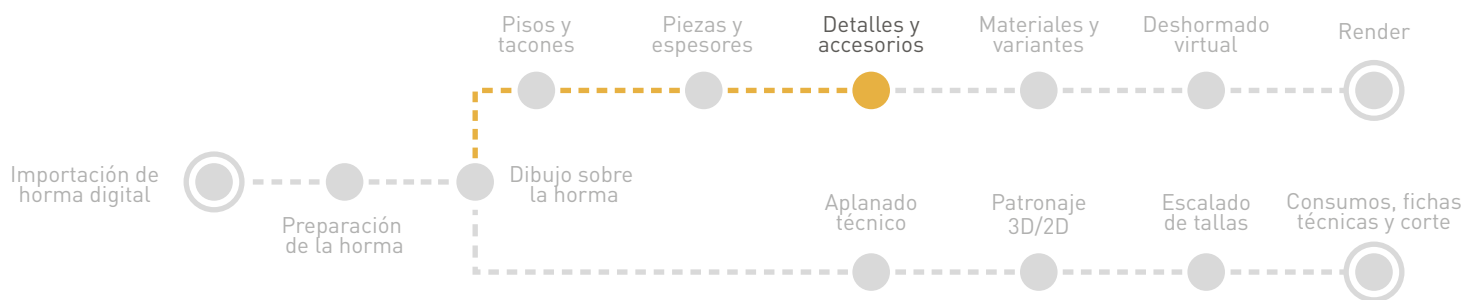 Pisos y
tacones
Piezas y
espesores
Detalles y
accesorios
Materiales y
variantes
Deshormado
virtual
Render
Importación de
horma digital
Preparación
de la horma
Dibujo sobre
la horma
Aplanado
técnico
Patronaje
3D/2D
Escalado
de tallas
Consumos, fichas
técnicas y corte